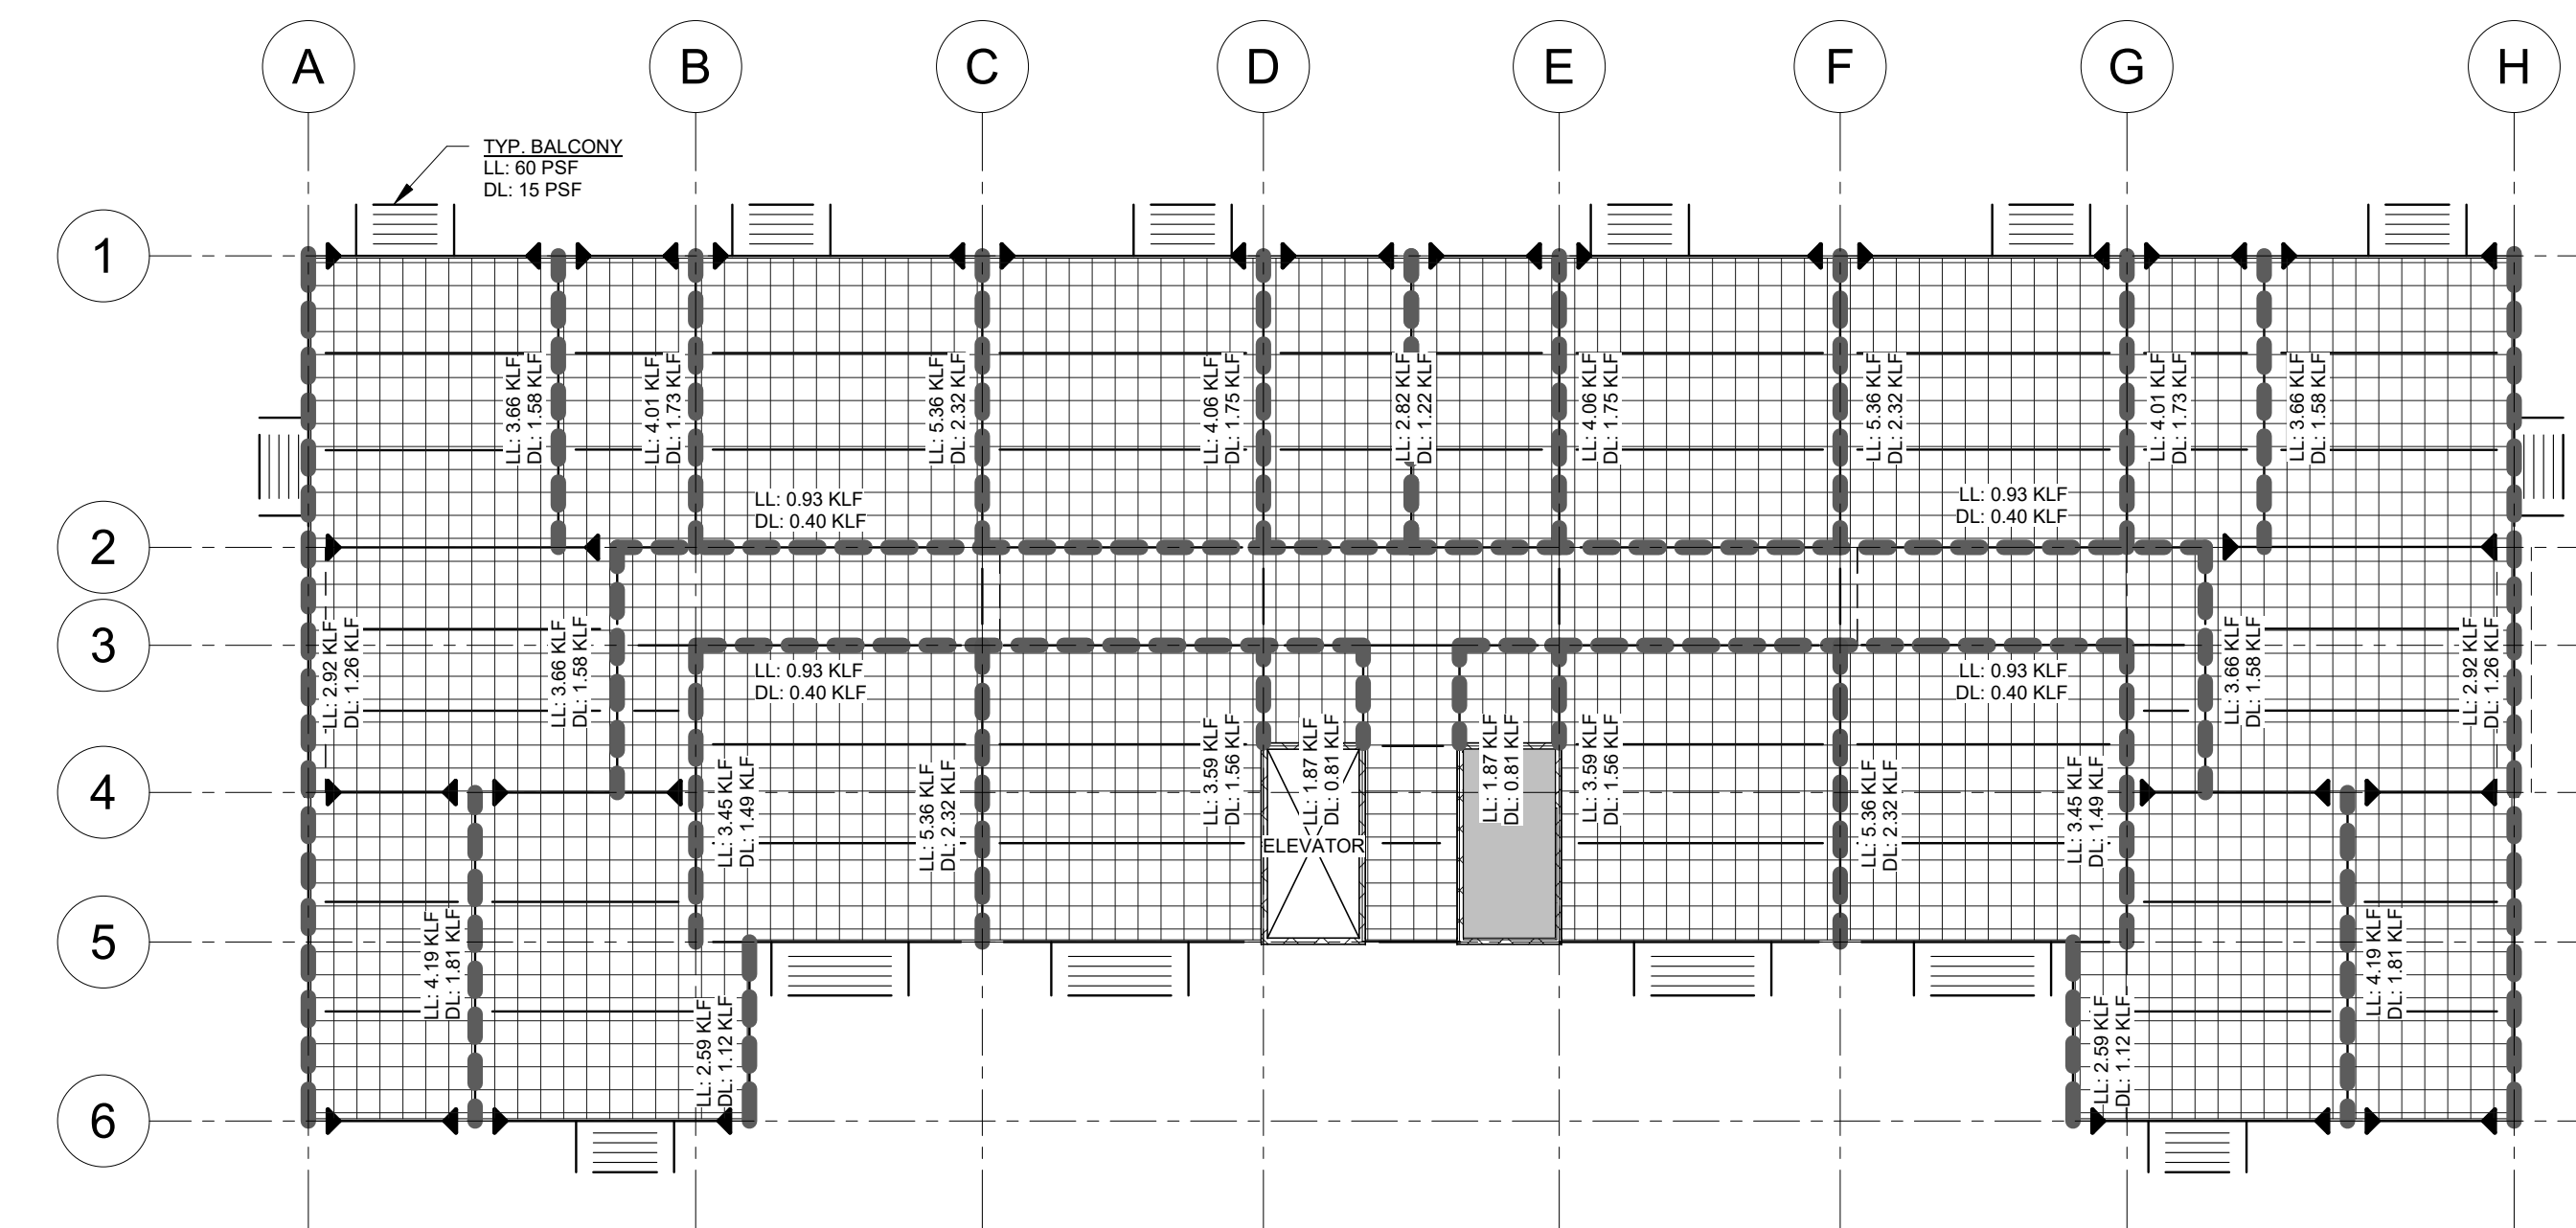 A
B
C
D
E
F
G
H
TYP. BALCONY
LL: 60 PSF
DL: 15 PSF
1
LL: 3.66 KLF
DL: 1.58 KLF
LL: 4.01 KLF
DL: 1.73 KLF
LL: 5.36 KLF
DL: 2.32 KLF
LL: 4.06 KLF
DL: 1.75 KLF
LL: 2.82 KLF
DL: 1.22 KLF
LL: 4.06 KLF
DL: 1.75 KLF
LL: 5.36 KLF
DL: 2.32 KLF
LL: 4.01 KLF
DL: 1.73 KLF
LL: 3.66 KLF
DL: 1.58 KLF
LL: 0.93 KLF
DL: 0.40 KLF
LL: 0.93 KLF
DL: 0.40 KLF
2
3
LL: 2.92 KLF
DL: 1.26 KLF
LL: 3.66 KLF
DL: 1.58 KLF
LL: 0.93 KLF
DL: 0.40 KLF
LL: 0.93 KLF
DL: 0.40 KLF
LL: 3.66 KLF
DL: 1.58 KLF
LL: 2.92 KLF
DL: 1.26 KLF
4
LL: 3.45 KLF
DL: 1.49 KLF
LL: 5.36 KLF
DL: 2.32 KLF
LL: 3.59 KLF
DL: 1.56 KLF
LL: 1.87 KLF
DL: 0.81 KLF
LL: 1.87 KLF
DL: 0.81 KLF
LL: 3.59 KLF
DL: 1.56 KLF
LL: 5.36 KLF
DL: 2.32 KLF
LL: 3.45 KLF
DL: 1.49 KLF
ELEVATOR
5
LL: 4.19 KLF
DL: 1.81 KLF
LL: 4.19 KLF
DL: 1.81 KLF
LL: 2.59 KLF
DL: 1.12 KLF
LL: 2.59 KLF
DL: 1.12 KLF
6